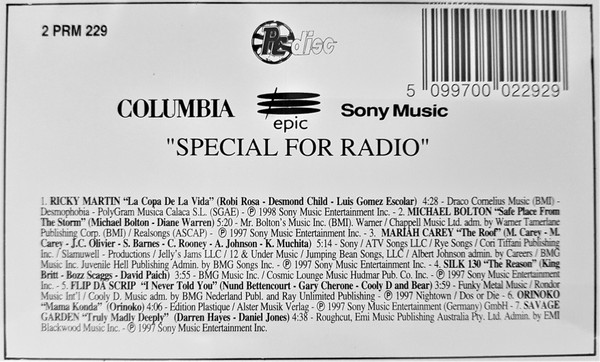 2 PRM 229
PL disc
5 099700 022929
COLUMBIA epic Sony Music
"SPECIAL FOR RADIO"
1. RICKY MARTIN "La Copa De La Vida" (Robi Rosa - Desmond Child - Luis Gomez Escolar) 4:28 - Draco Cornelius Music (BMI) -
Desmophobia - PolyGram Musica Calaca S.L. (SGAE) - ℗ 1998 Sony Music Entertainment Inc. - 2. MICHAEL BOLTON "Safe Place From
The Storm" (Michael Bolton - Diane Warren) 5:20 - Mr. Bolton's Music Inc. (BMI). Warner / Chappell Music Ltd. adm. by Warner Tamerlane
Publishing Corp. (BMI) / Realsongs (ASCAP) - ℗ 1997 Sony Music Entertainment Inc. - 3. MARIAH CAREY "The Roof" (M. Carey - M.
Carey - J.C. Olivier - S. Barnes - C. Rooney - A. Johnson - K. Muchita) 5:14 - Sony / ATV Songs LLC / Rye Songs / Cori Tiffani Publishing
Inc. / Slamuwell - Productions / Jelly's Jams LLC / 12 & Under Music / Jumping Bean Songs, LLC / Albert Johnson admin. by Careers / BMG
Music Inc. Juvenile Hell Publishing Admin. by BMG Songs Inc. - ℗ 1997 Sony Music Entertainment Inc. - 4. SILK 130 "The Reason" (King
Britt - Bozz Scaggs - David Paich) 3:55 - BMG Music Inc. / Cosmic Lounge Music Hudmar Pub. Co. Inc. - ℗ 1997 Sony Music Entertainment
Inc. - 5. FLIP DA SCRIP "I Never Told You" (Nund Bettencourt - Gary Cherone - Cooly D and Bear) 3:59 - Funky Metal Music / Rondor
Music Int'l / Cooly D. Music adm. by BMG Nederland Publ. and Ray Unlimited Publishing - ℗ 1997 Nightown / Dos or Die - 6. ORINOKO
"Mama Konda" (Orinoko) 4:06 - Edition Plastique / Alster Musik Verlag - ℗ 1997 Sony Music Entertainment (Germany) GmbH - 7. SAVAGE
GARDEN "Truly Madly Deeply" (Darren Hayes - Daniel Jones) 4:38 - Roughcut, Emi Music Publishing Australia Pty. Ltd. Admin. by EMI
Blackwood Music Inc. - ℗ 1997 Sony Music Entertainment Inc.